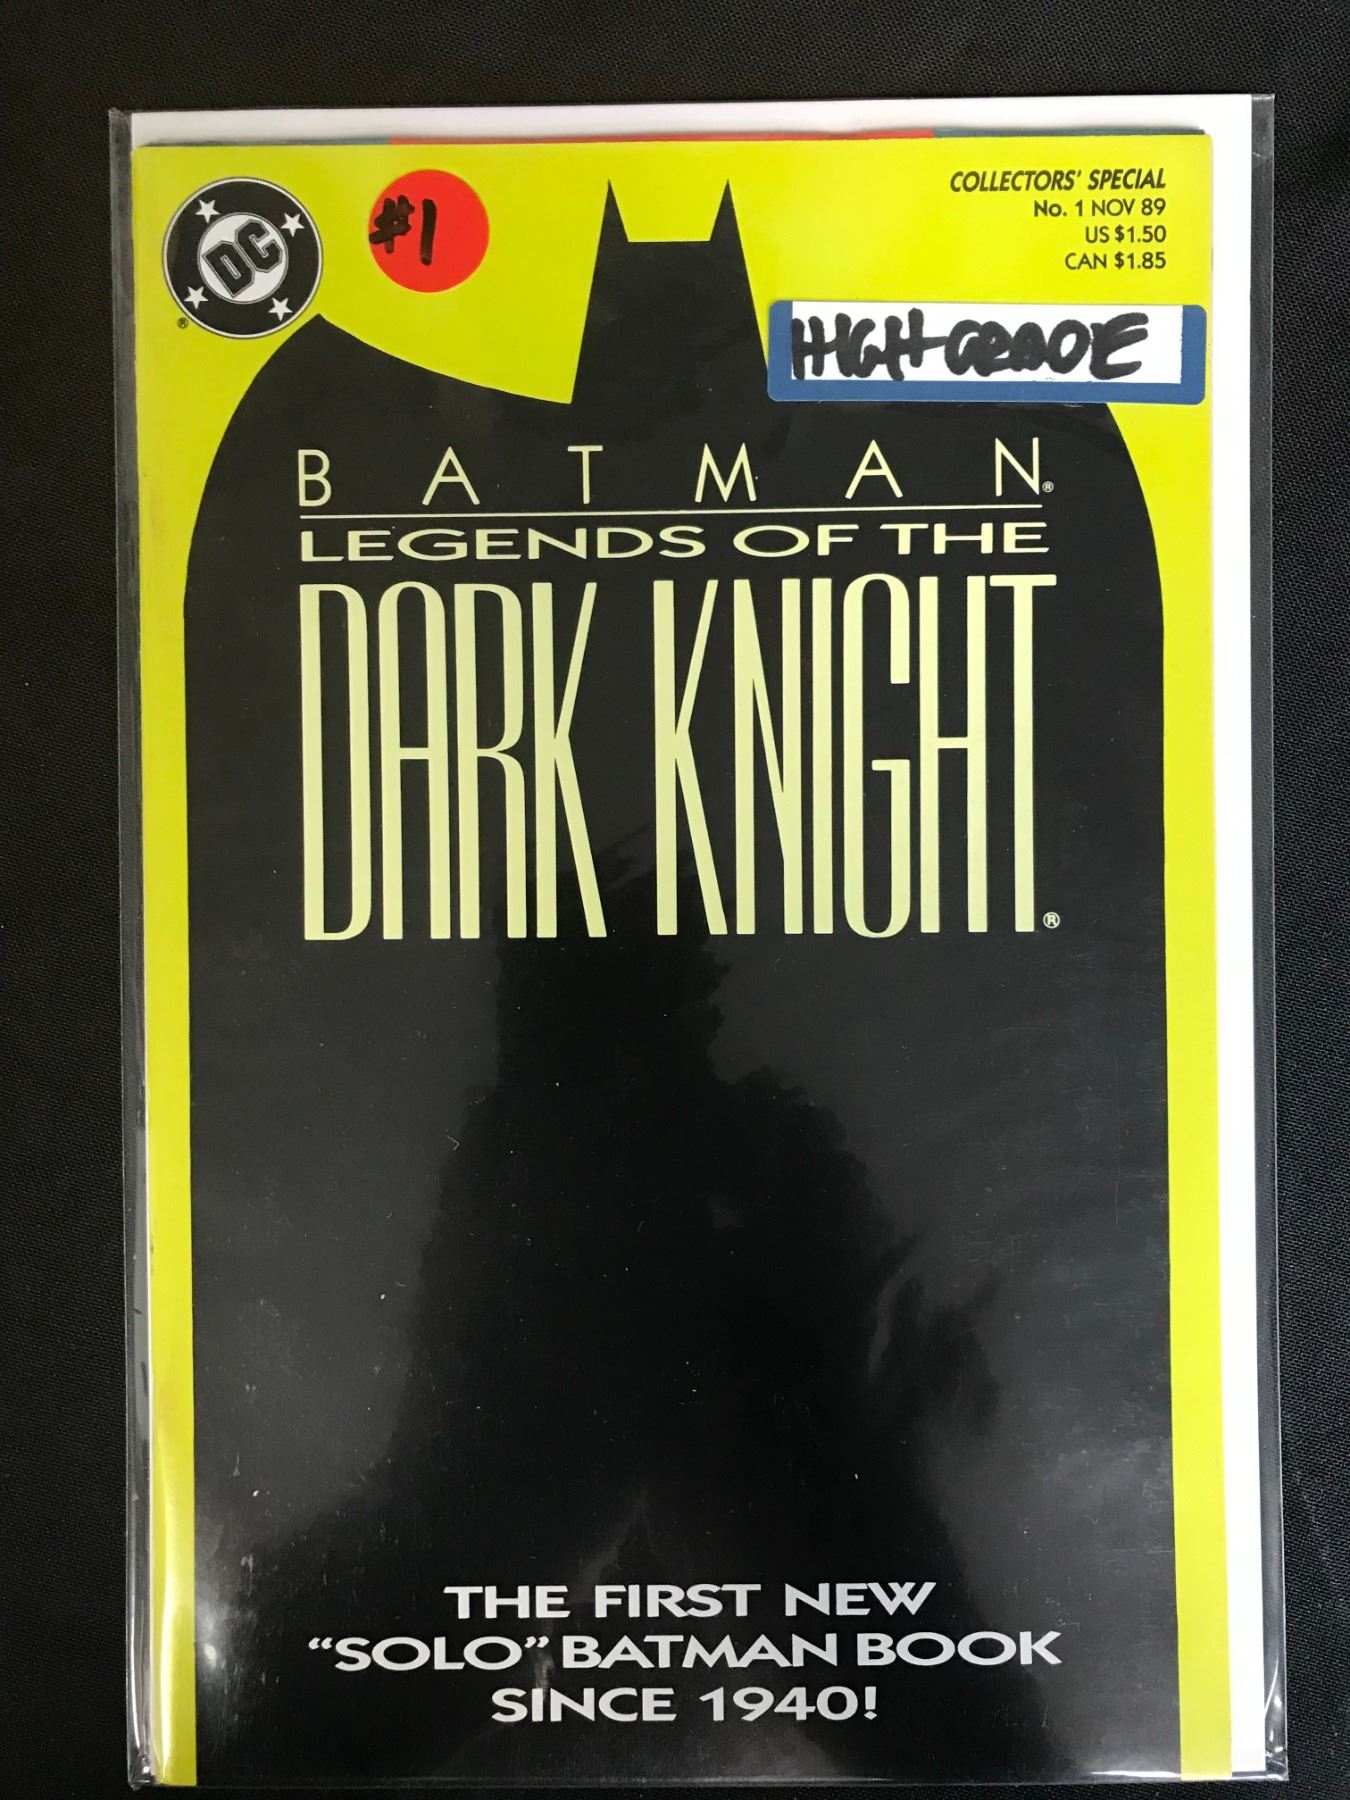 DC
®
#1
COLLECTORS' SPECIAL
No. 1 NOV 89
US $1.50
CAN $1.85
HIGH-GRADE
BATMAN®
LEGENDS OF THE
DARK KNIGHT®
THE FIRST NEW
“SOLO” BATMAN BOOK
SINCE 1940!